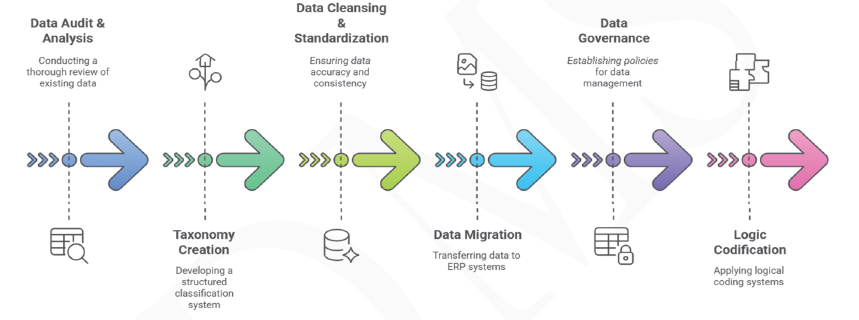 Data Audit &
Analysis
Conducting a
thorough review of
existing data
Taxonomy
Creation
Developing a
structured
classification
system
Data Cleansing
&
Standardization
Ensuring data
accuracy and
consistency
Data Migration
Transferring data to
ERP systems
Data
Governance
Establishing policies
for data
management
Logic
Codification
Applying logical
coding systems